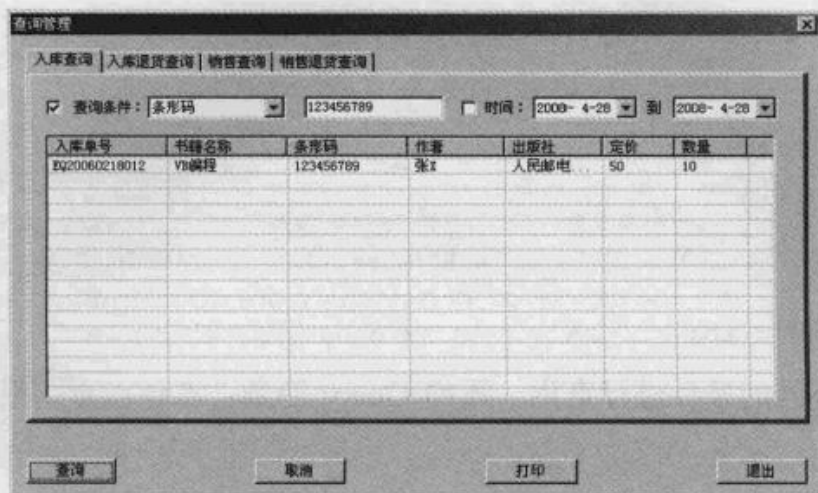 查询管理
入库查询 入库退货查询 销售查询 销售退货查询
查询条件： 条形码 123456789 时间： 2008- 4-28 到 2008- 4-28
入库单号 书籍名称 条形码 作者 出版社 定价 数量
VB编程 123456789 张 人民邮电... 50 10
查询 取消 打印 退出